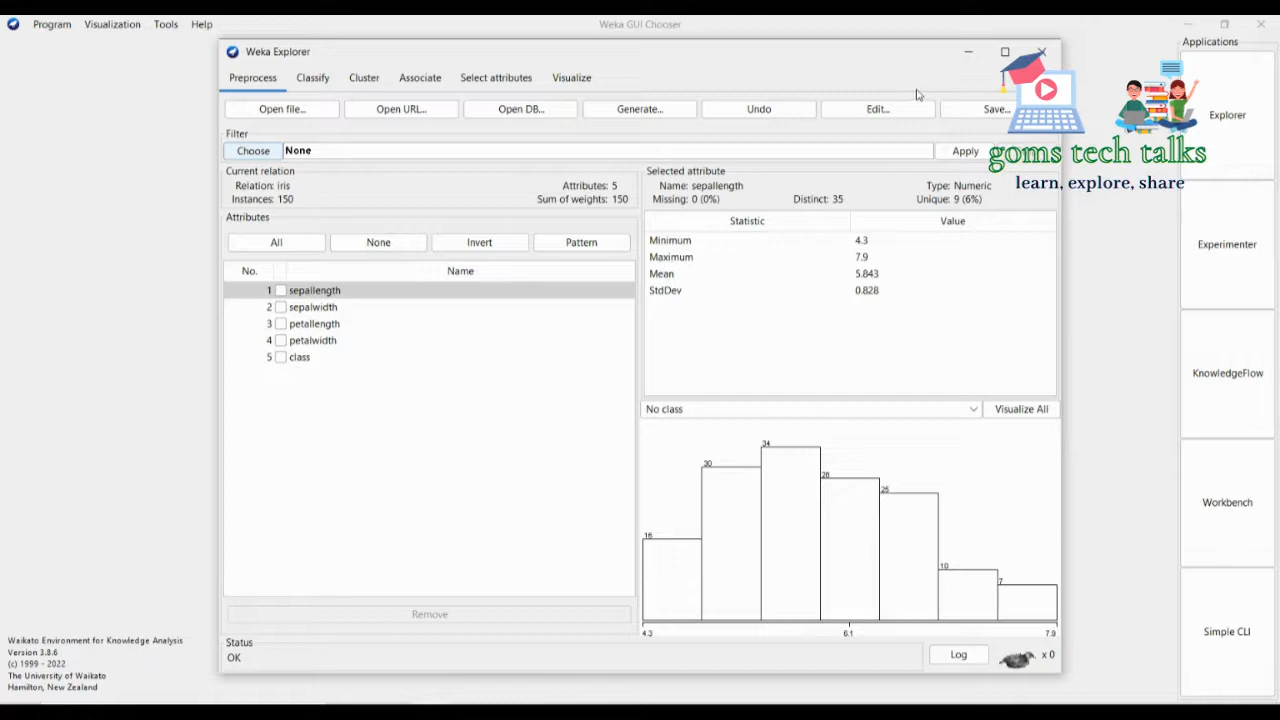 Program Visualization Tools Help Weka GUI Chooser
Applications
Weka Explorer
Preprocess Classify Cluster Associate Select attributes Visualize
Open file... Open URL... Open DB... Generate... Undo Edit... Save...
Filter
Choose None Apply
goms tech talks
learn, explore, share
Current relation
Relation: iris Attributes: 5
Instances: 150 Sum of weights: 150
Selected attribute
Name: sepallength Type: Numeric
Missing: 0 (0%) Distinct: 35 Unique: 9 (6%)
Attributes
All None Invert Pattern
No. Name
1 sepallength
2 sepalwidth
3 petallength
4 petalwidth
5 class
Remove
Statistic Value
Minimum 4.3
Maximum 7.9
Mean 5.843
StdDev 0.828
No class Visualize All
16 30 34 28 25 10 7
4.3 6.1 7.9
Status
OK
Log x 0
Explorer
Experimenter
KnowledgeFlow
Workbench
Simple CLI
Waikato Environment for Knowledge Analysis
Version 3.8.6
(c) 1999 - 2022
The University of Waikato
Hamilton, New Zealand